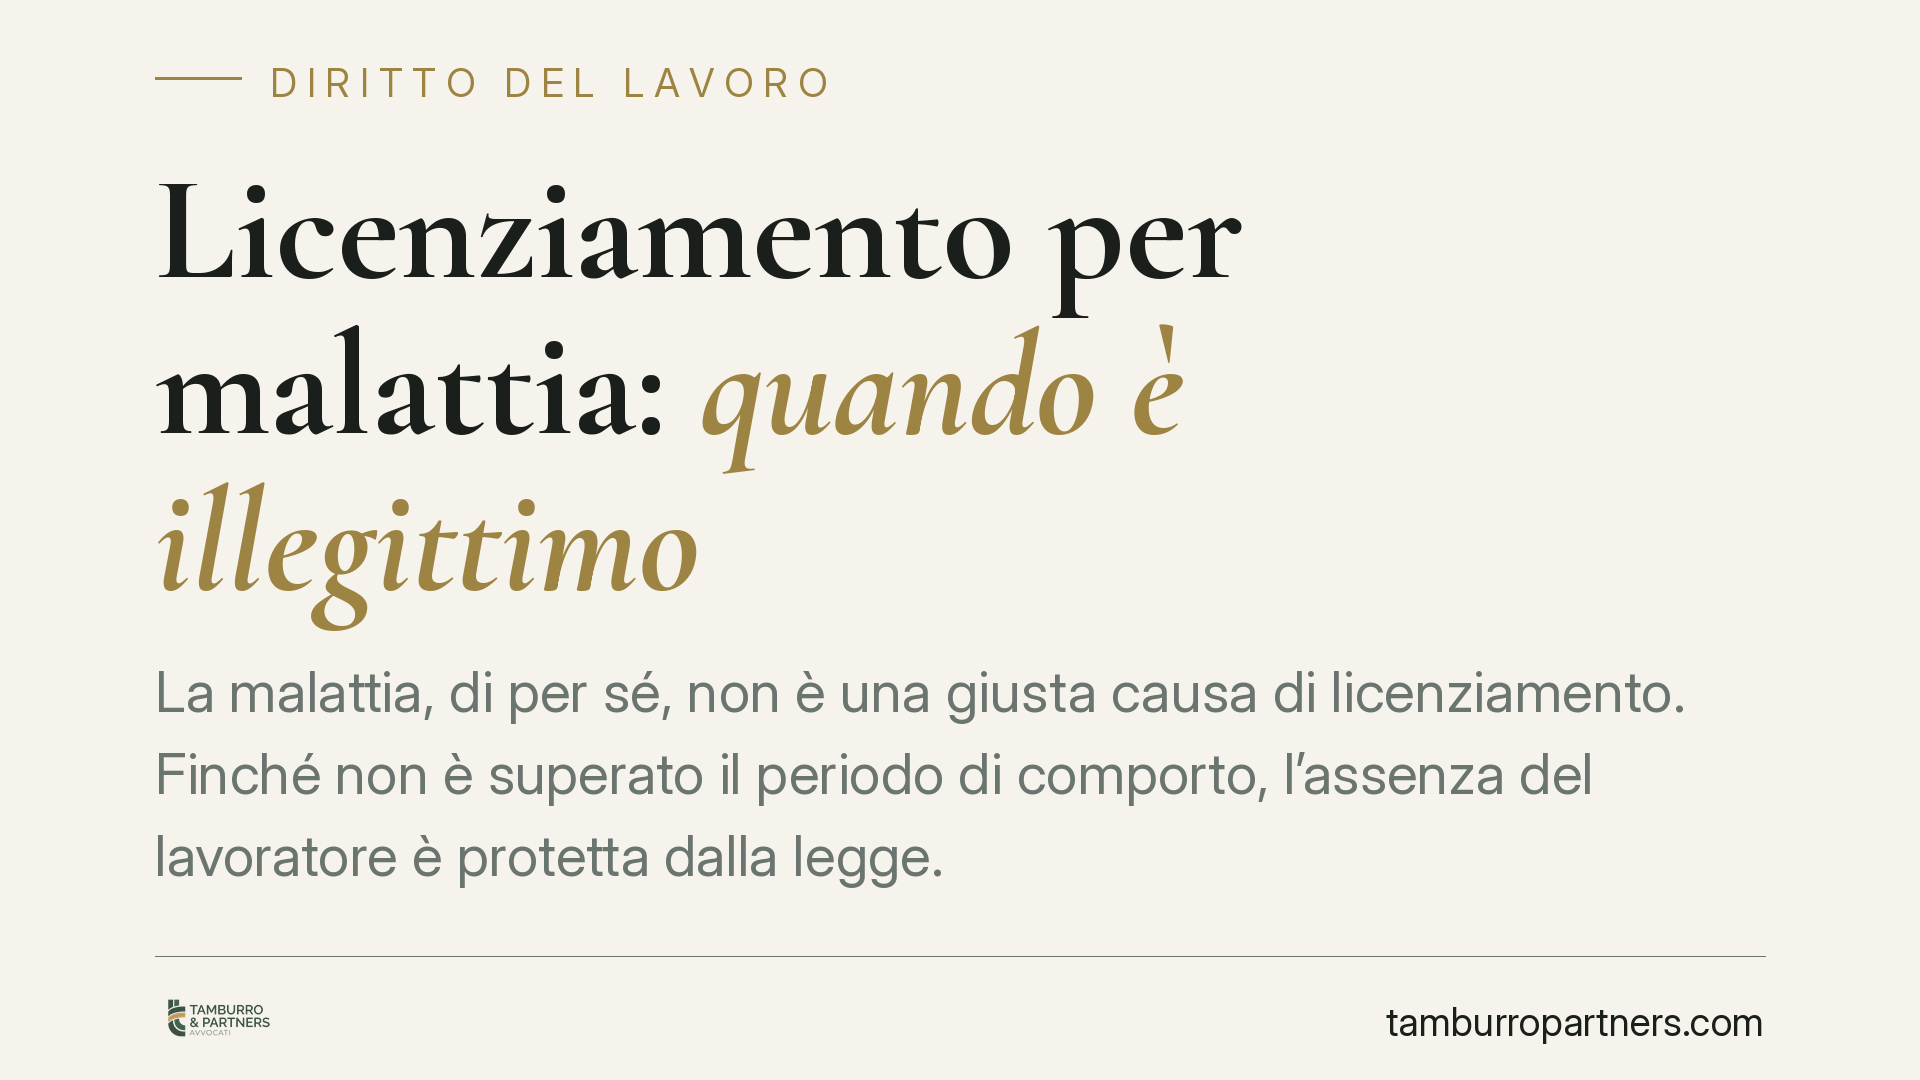 DIRITTO DEL LAVORO
Licenziamento per
malattia: quando è
illegittimo
La malattia, di per sé, non è una giusta causa di licenziamento.
Finché non è superato il periodo di comporto, l’assenza del
lavoratore è protetta dalla legge.
TAMBURRO
& PARTNERS
AVVOCATI
tamburropartners.com